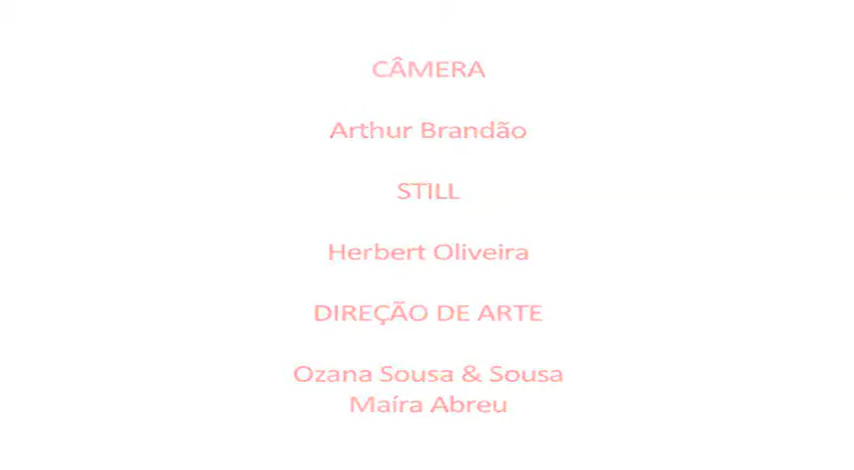 CÂMERA
Arthur Brandão
STILL
Herbert Oliveira
DIREÇÃO DE ARTE
Ozana Sousa & Sousa
Maíra Abreu